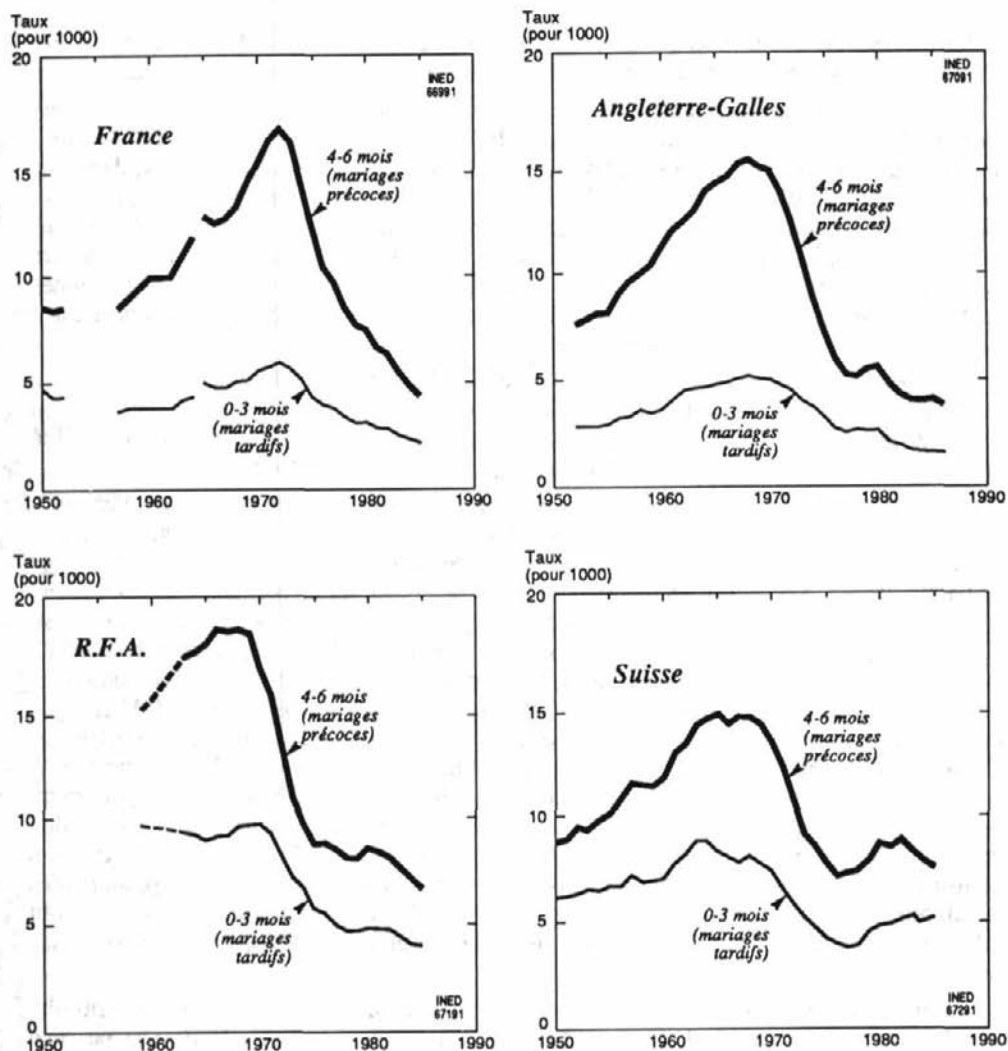 Taux
(pour 1000)
20
15
10
5
0
1950
1960
1970
1980
1990
INED
66991
France
4-6 mois
(mariages
précoces)
0-3 mois
(mariages
tardifs)
20
15
10
5
0
1950
1960
1970
1980
1990
INED
67091
Angleterre-Galles
4-6 mois
(mariages
précoces)
0-3 mois
(mariages
tardifs)
Taux
(pour 1000)
20
15
10
5
0
1950
1960
1970
1980
1990
R.F.A.
4-6 mois
(mariages
précoces)
0-3 mois
(mariages
tardifs)
INED
67191
Taux
(pour 1000)
20
15
10
5
0
1950
1960
1970
1980
1990
Suisse
4-6 mois
(mariages
précoces)
0-3 mois
(mariages
tardifs)
INED
67291